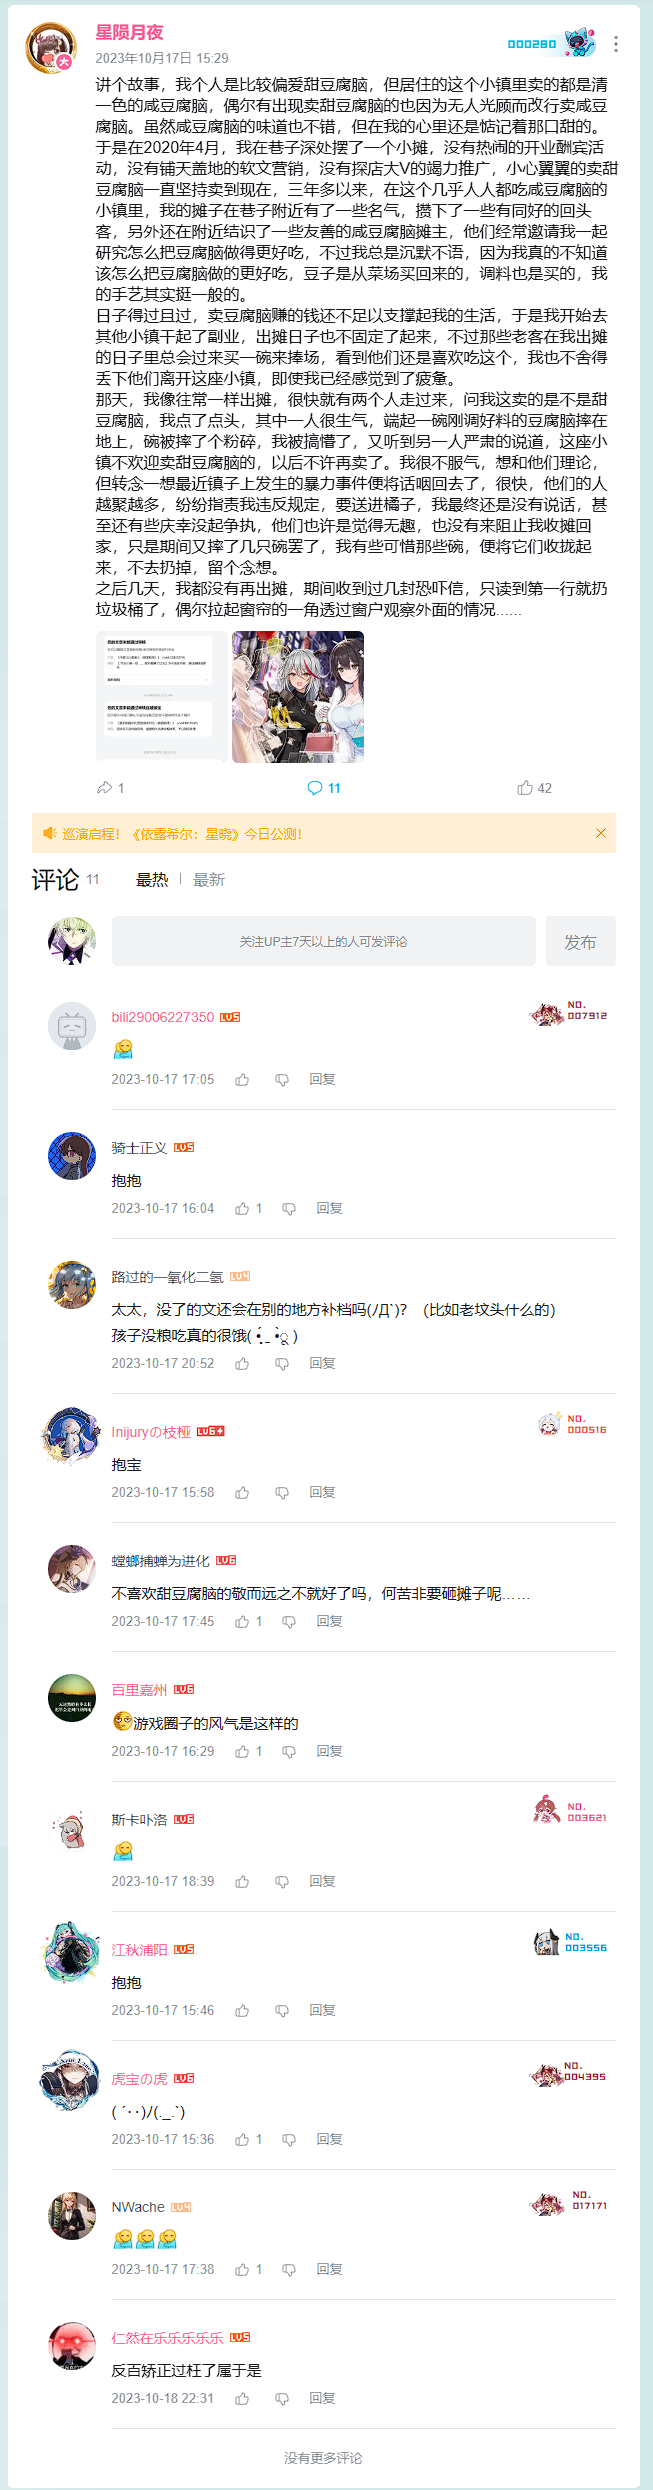 星陨月夜
000280
2023年10月17日 15:29
讲个故事，我个人是比较偏爱甜豆腐脑，但居住的这个小镇里卖的都是清
一色的咸豆腐脑，偶尔有出现卖甜豆腐脑的也因为无人光顾而改行卖咸豆
腐脑。虽然咸豆腐脑的味道也不错，但在我的心里还是惦记着那口甜的。
于是在2020年4月，我在巷子深处摆了一个小摊，没有热闹的开业酬宾活
动，没有铺天盖地的软文营销，没有探店大V的竭力推广，小心翼翼的卖甜
豆腐脑一直坚持卖到现在，三年多以来，在这个几乎人人都吃咸豆腐脑的
小镇里，我的摊子在巷子附近有了一些名气，攒下了一些有同好的回头
客，另外还在附近结识了一些友善的咸豆腐脑摊主，他们经常邀请我一起
研究怎么把豆腐脑做得更好吃，不过我总是沉默不语，因为我真的不知道
该怎么把豆腐脑做的更好吃，豆子是从菜场买回来的，调料也是买的，我
的手艺其实挺一般的。
日子得过且过，卖豆腐脑赚的钱还不足以支撑起我的生活，于是我开始去
其他小镇干起了副业，出摊日子也不固定了起来，不过那些老客在我出摊
的日子里总会过来买一碗来捧场，看到他们还是喜欢吃这个，我也不舍得
丢下他们离开这座小镇，即使我已经感觉到了疲惫。
那天，我像往常一样出摊，很快就有两个人走过来，问我这卖的是不是甜
豆腐脑，我点了点头，其中一人很生气，端起一碗刚调好料的豆腐脑摔在
地上，碗被摔了个粉碎，我被搞懵了，又听到另一人严肃的说道，这座小
镇不欢迎卖甜豆腐脑的，以后不许再卖了。我很不服气，想和他们理论，
但转念一想最近镇子上发生的暴力事件便将话咽回去了，很快，他们的人
越聚越多，纷纷指责我违反规定，要送进橘子，我最终还是没有说话，甚
至还有些庆幸没起争执，他们也许是觉得无趣，也没有来阻止我收摊回
家，只是期间又摔了几只碗罢了，我有些可惜那些碗，便将它们收拢起
来，不去扔掉，留个念想。
之后几天，我都没有再出摊，期间收到过几封恐吓信，只读到第一行就扔
垃圾桶了，偶尔拉起窗帘的一角透过窗户观察外面的情况......
1
11
42
巡演启程！《依露希尔：星晓》今日公测！
评论 11 最热 最新
关注UP主7天以上的人可发评论
发布
bili29006227350 LV5
NO.
007912
2023-10-17 17:05 回复
骑士正义 LV5
抱抱
2023-10-17 16:04 1 回复
路过的一氧化二氢 LV4
太太，没了的文还会在别的地方补档吗(ﾉД`)？（比如老坟头什么的）
孩子没粮吃真的很饿
2023-10-17 20:52 回复
Inijuryの枝桠 LV6
NO.
000516
抱宝
2023-10-17 15:58 回复
螳螂捕蝉为进化 LV6
不喜欢甜豆腐脑的敬而远之不就好了吗，何苦非要砸摊子呢……
2023-10-17 17:45 1 回复
百里嘉州 LV6
游戏圈子的风气是这样的
2023-10-17 16:29 1 回复
斯卡卟洛 LV6
NO.
003621
2023-10-17 18:39 回复
江秋浦阳 LV5
NO.
003556
抱抱
2023-10-17 15:46 回复
虎宝の虎 LV6
NO.
004395
( ´･･)ﾉ(._.`)
2023-10-17 15:36 1 回复
NWache LV4
NO.
017171
2023-10-17 17:38 1 回复
仁然在乐乐乐乐乐 LV5
反百矫正过枉了属于是
2023-10-18 22:31 回复
没有更多评论